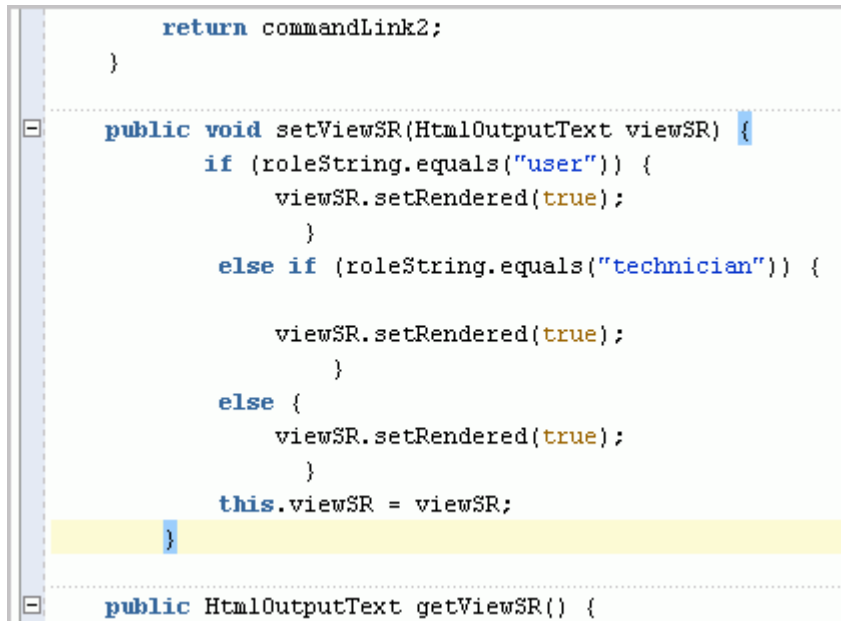 return commandLink2;
}
public void setViewSR(HtmlOutputText viewSR) {
if (roleString.equals("user")) {
viewSR.setRendered(true);
}
else if (roleString.equals("technician")) {
viewSR.setRendered(true);
}
else {
viewSR.setRendered(true);
}
this.viewSR = viewSR;
}
public HtmlOutputText getViewSR() {